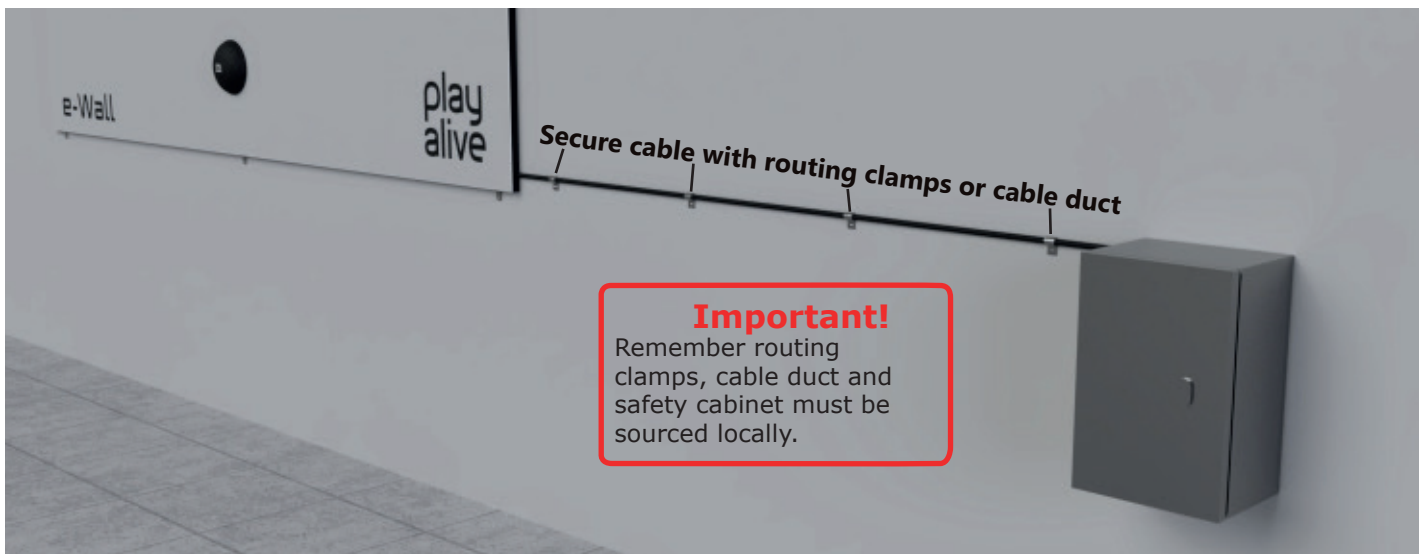 e-Wall
play
alive
Secure cable with routing clamps or cable duct
Important!
Remember routing
clamps, cable duct and
safety cabinet must be
sourced locally.